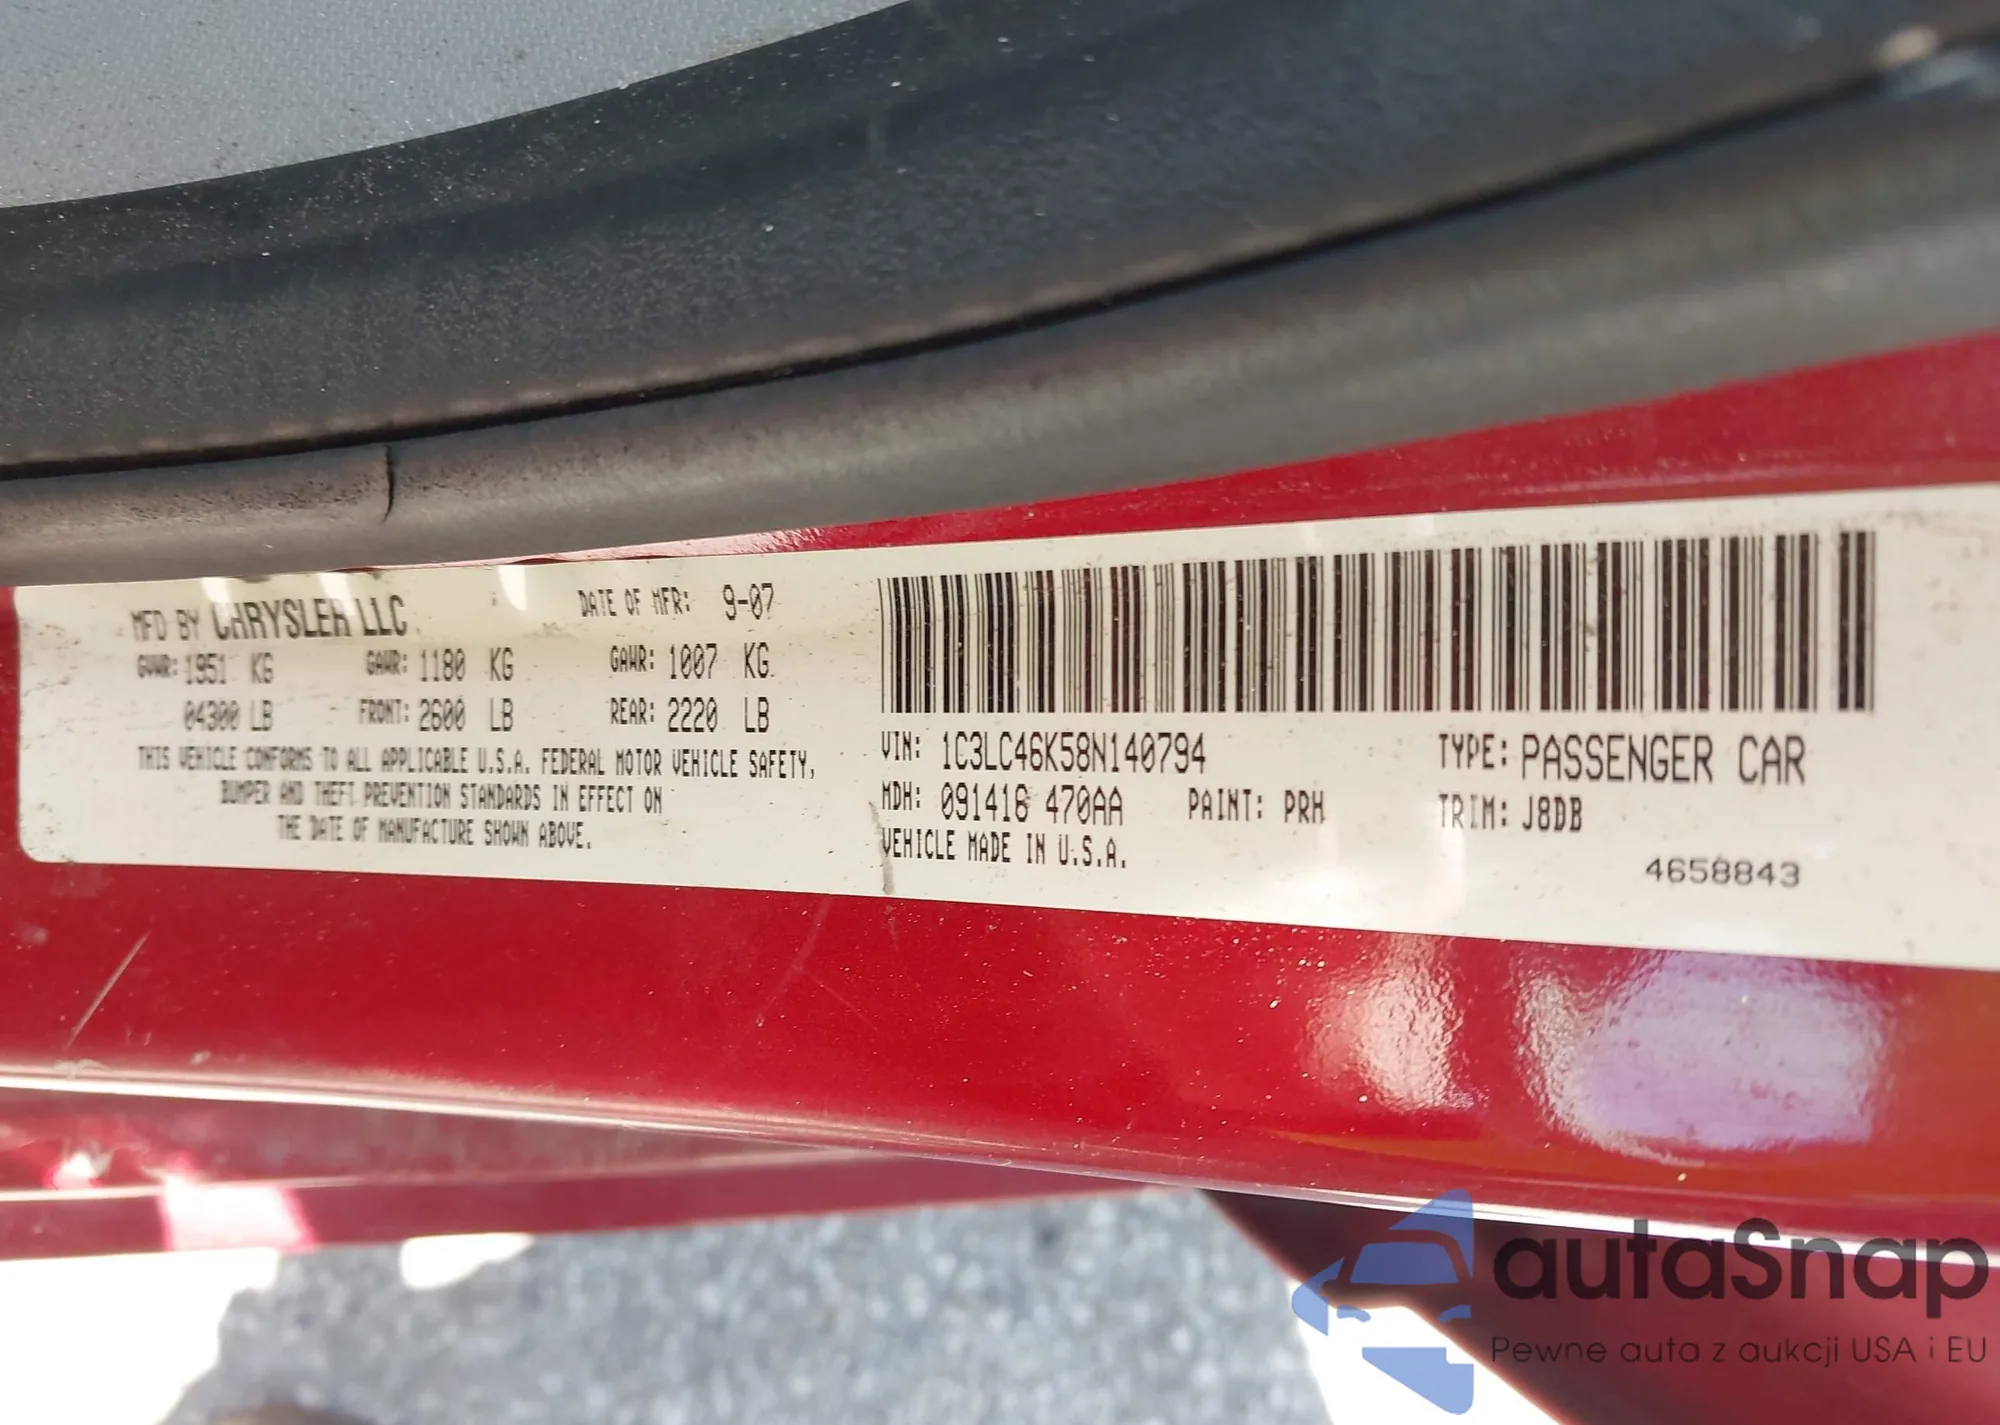 MFD BY CHRYSLER LLC DATE OF MFR: 9-07
GVWR: 1951 KG GAWR: 1180 KG GAWR: 1007 KG
04300 LB FRONT: 2600 LB REAR: 2220 LB
THIS VEHICLE CONFORMS TO ALL APPLICABLE U.S.A. FEDERAL MOTOR VEHICLE SAFETY,
BUMPER AND THEFT PREVENTION STANDARDS IN EFFECT ON
THE DATE OF MANUFACTURE SHOWN ABOVE.
VIN: 1C3LC46K58N140794 TYPE: PASSENGER CAR
MDH: 091416 470AA PAINT: PRH TRIM: J8DB
VEHICLE MADE IN U.S.A.
4658843
autaSnap
Pewne auta z aukcji USA i EU